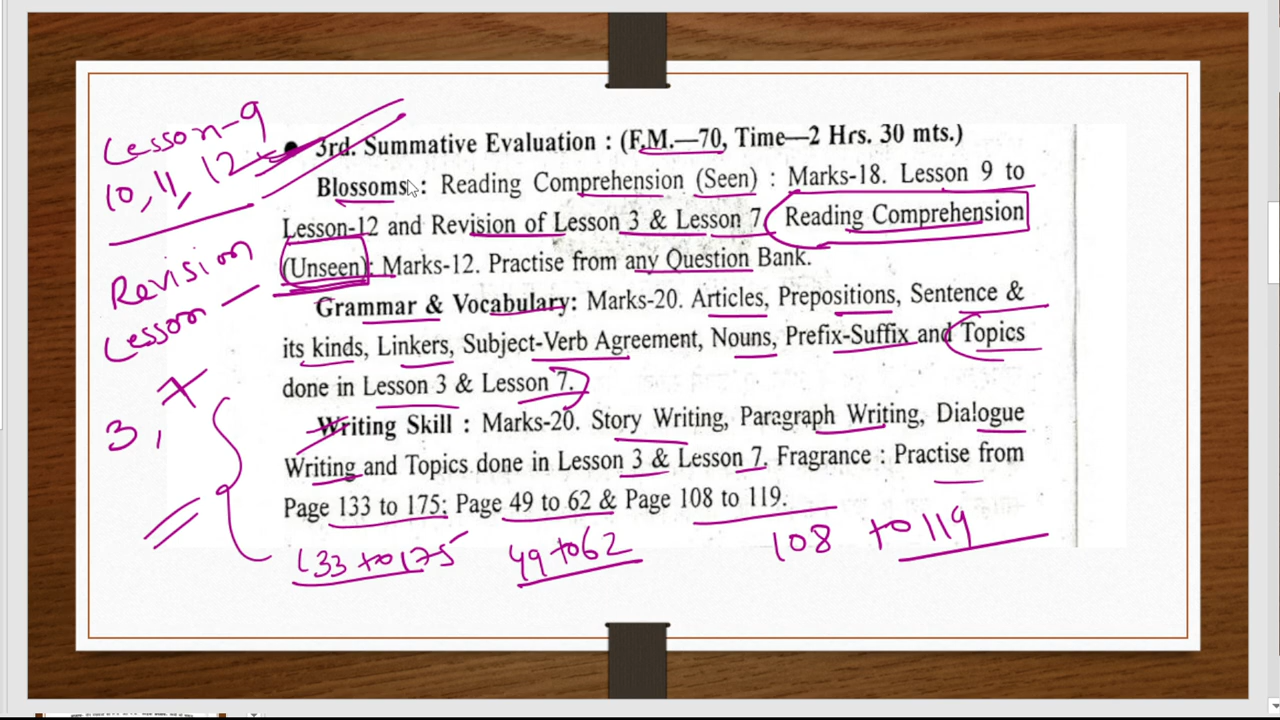 Lesson-9
10, 11, 12
Revision
Lesson –
3, 7
• 3rd. Summative Evaluation : (F.M.—70, Time—2 Hrs. 30 mts.)
Blossoms : Reading Comprehension (Seen) : Marks-18. Lesson 9 to
Lesson-12 and Revision of Lesson 3 & Lesson 7 Reading Comprehension
(Unseen): Marks-12. Practise from any Question Bank.
Grammar & Vocabulary: Marks-20. Articles, Prepositions, Sentence &
its kinds, Linkers, Subject-Verb Agreement, Nouns, Prefix-Suffix and Topics
done in Lesson 3 & Lesson 7.
Writing Skill : Marks-20. Story Writing, Paragraph Writing, Dialogue
Writing and Topics done in Lesson 3 & Lesson 7. Fragrance : Practise from
Page 133 to 175; Page 49 to 62 & Page 108 to 119.
133 to 175 49 to 62 108 to 119